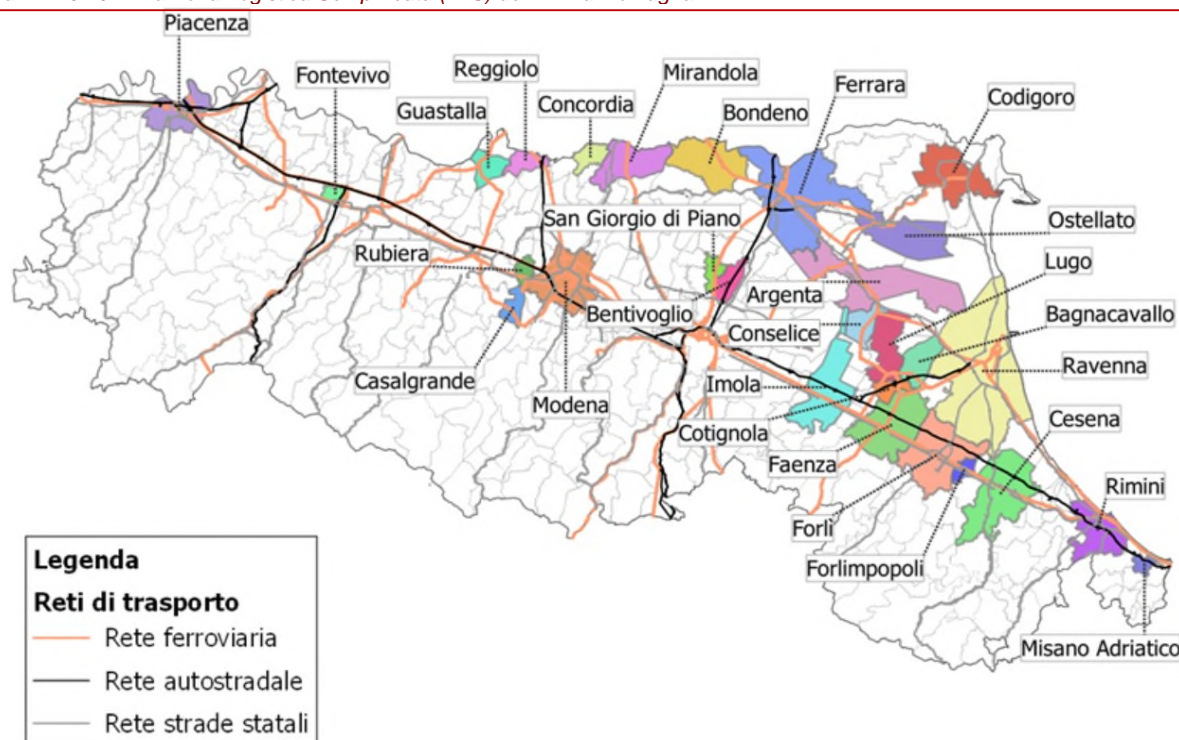 Piacenza
Fontevivo
Reggiolo
Guastalla
Concordia
Mirandola
Bondeno
Ferrara
Codigoro
San Giorgio di Piano
Ostellato
Rubiera
Lugo
Argenta
Bentivoglio
Conselice
Bagnacavallo
Casalgrande
Modena
Imola
Ravenna
Cotignola
Cesena
Faenza
Rimini
Forlì
Forlimpopoli
Misano Adriatico
Legenda
Reti di trasporto
Rete ferroviaria
Rete autostradale
Rete strade statali